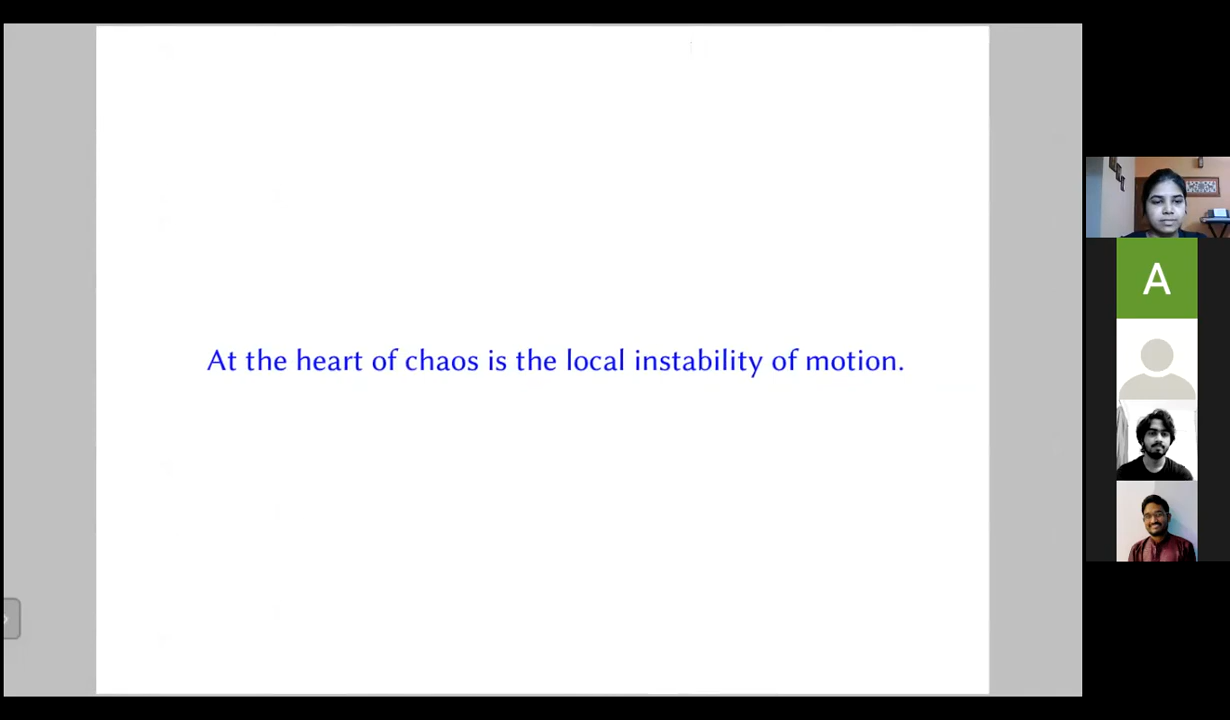 At the heart of chaos is the local instability of motion.
A